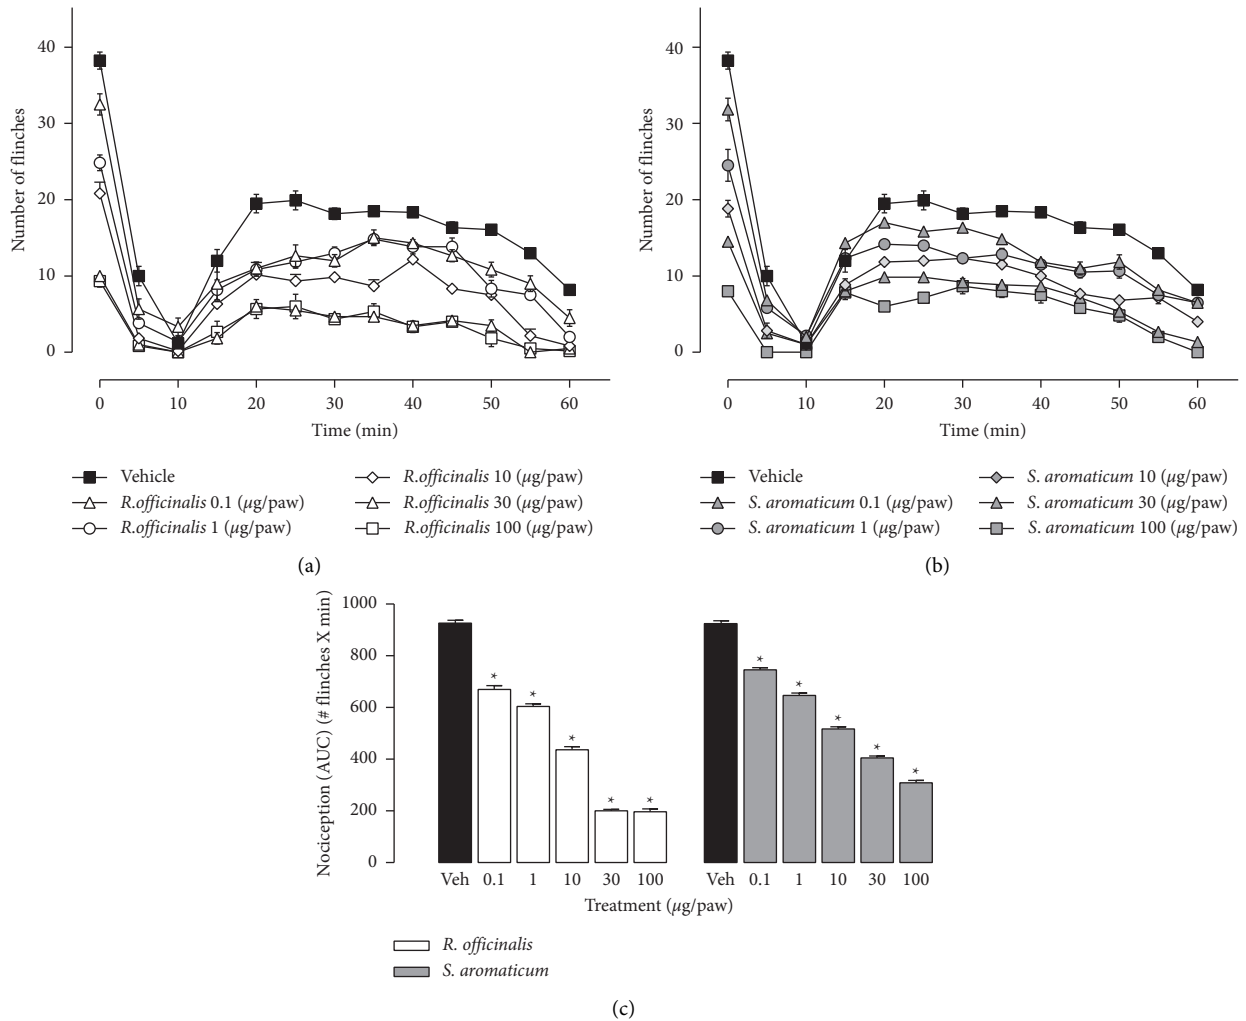 40
30
20
10
0
Number of flinches
0 10 20 30 40 50 60
Time (min)
Vehicle
R.officinalis 0.1 (µg/paw)
R.officinalis 1 (µg/paw)
R.officinalis 10 (µg/paw)
R.officinalis 30 (µg/paw)
R.officinalis 100 (µg/paw)
(a)
40
30
20
10
0
Number of flinches
0 10 20 30 40 50 60
Time (min)
Vehicle
S. aromaticum 0.1 (µg/paw)
S. aromaticum 1 (µg/paw)
S. aromaticum 10 (µg/paw)
S. aromaticum 30 (µg/paw)
S. aromaticum 100 (µg/paw)
(b)
1000
800
600
400
200
0
Nociception (AUC) (# flinches X min)
* * * * *
* * * * *
Veh 0.1 1 10 30 100 Veh 0.1 1 10 30 100
Treatment (µg/paw)
R. officinalis
S. aromaticum
(c)